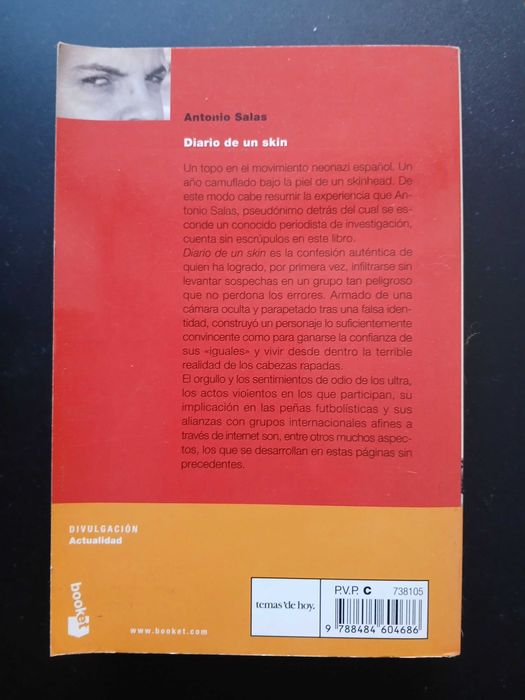 Antonio Salas
Diario de un skin
Un topo en el movimiento neonazi español. Un
año camuflado bajo la piel de un skinhead. De
este modo cabe resumir la experiencia que An-
tonio Salas, pseudónimo detrás del cual se es-
conde un conocido periodista de investigación,
cuenta sin escrúpulos en este libro.
Diario de un skin es la confesión auténtica de
quien ha logrado, por primera vez, infiltrarse sin
levantar sospechas en un grupo tan peligroso
que no perdona los errores. Armado de una
cámara oculta y parapetado tras una falsa iden-
tidad, construyó un personaje lo suficientemente
convincente como para ganarse la confianza de
sus «iguales» y vivir desde dentro la terrible
realidad de los cabezas rapadas.
El orgullo y los sentimientos de odio de los ultra,
los actos violentos en los que participan, su
implicación en las peñas futbolísticas y sus
alianzas con grupos internacionales afines a
través de internet son, entre otros muchos aspec-
tos, los que se desarrollan en estas páginas sin
precedentes.
DIVULGACIÓN
Actualidad
booket
www.booket.com
temas'de hoy.
P.V.P. C 738105
9 788484 604686